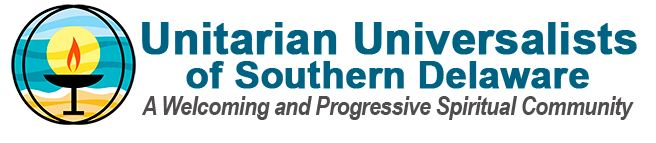 Unitarian Universalists
of Southern Delaware
A Welcoming and Progressive Spiritual Community